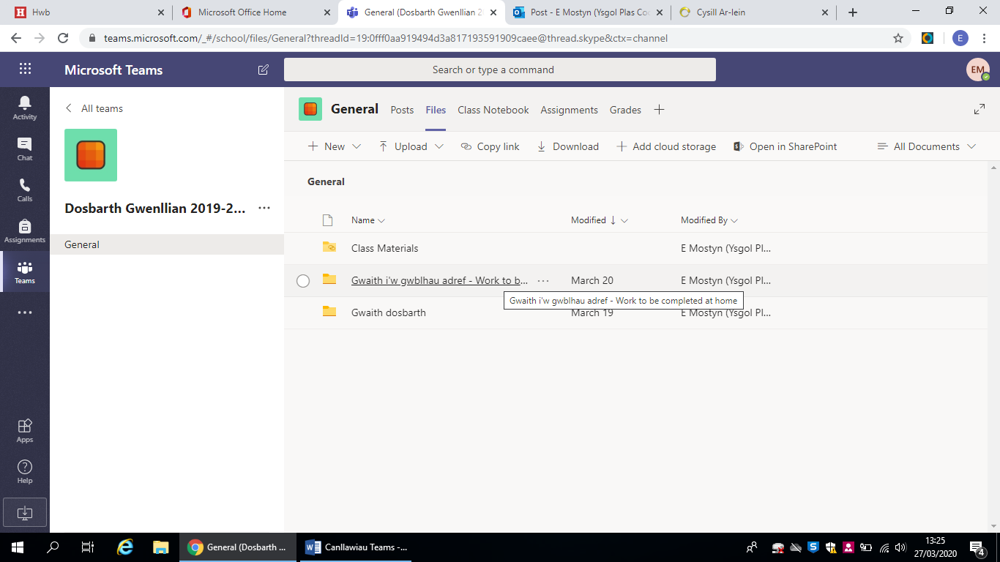 Hwb
Microsoft Office Home
General (Dosbarth Gwenllian 2
Post - E Mostyn (Ysgol Plas Co
Cysill Ar-lein
teams.microsoft.com/_#/school/files/General?threadId=19:0fff0aa919494d3a817193591909caee@thread.skype&ctx=channel
E
Microsoft Teams
Search or type a command
EM
Activity
Chat
Calls
Assignments
Teams
Apps
Help
All teams
Dosbarth Gwenllian 2019-2...
General
General Posts Files Class Notebook Assignments Grades
New Upload Copy link Download Add cloud storage Open in SharePoint All Documents
General
Name Modified Modified By
Class Materials E Mostyn (Ysgol Pl...
Gwaith i'w gwblhau adref - Work to b... March 20 E Mostyn (Ysgol Pl...
Gwaith i'w gwblhau adref - Work to be completed at home
Gwaith dosbarth March 19 E Mostyn (Ysgol Pl...
General (Dosbarth ...
Canllawiau Teams -...
13:25
27/03/2020
4